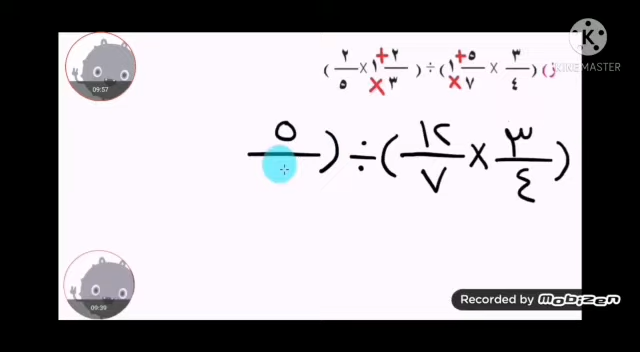 ( ٢/٥ × ١ ٢/٣ ) ÷ ( ١ ٥/٧ × ٣/٤ ) ( )
+ +
× ×
٥/ ) ÷ ( ١٢/٧ × ٣/٤ )
09:57
09:39
K
KINEMASTER
Recorded by mobizen